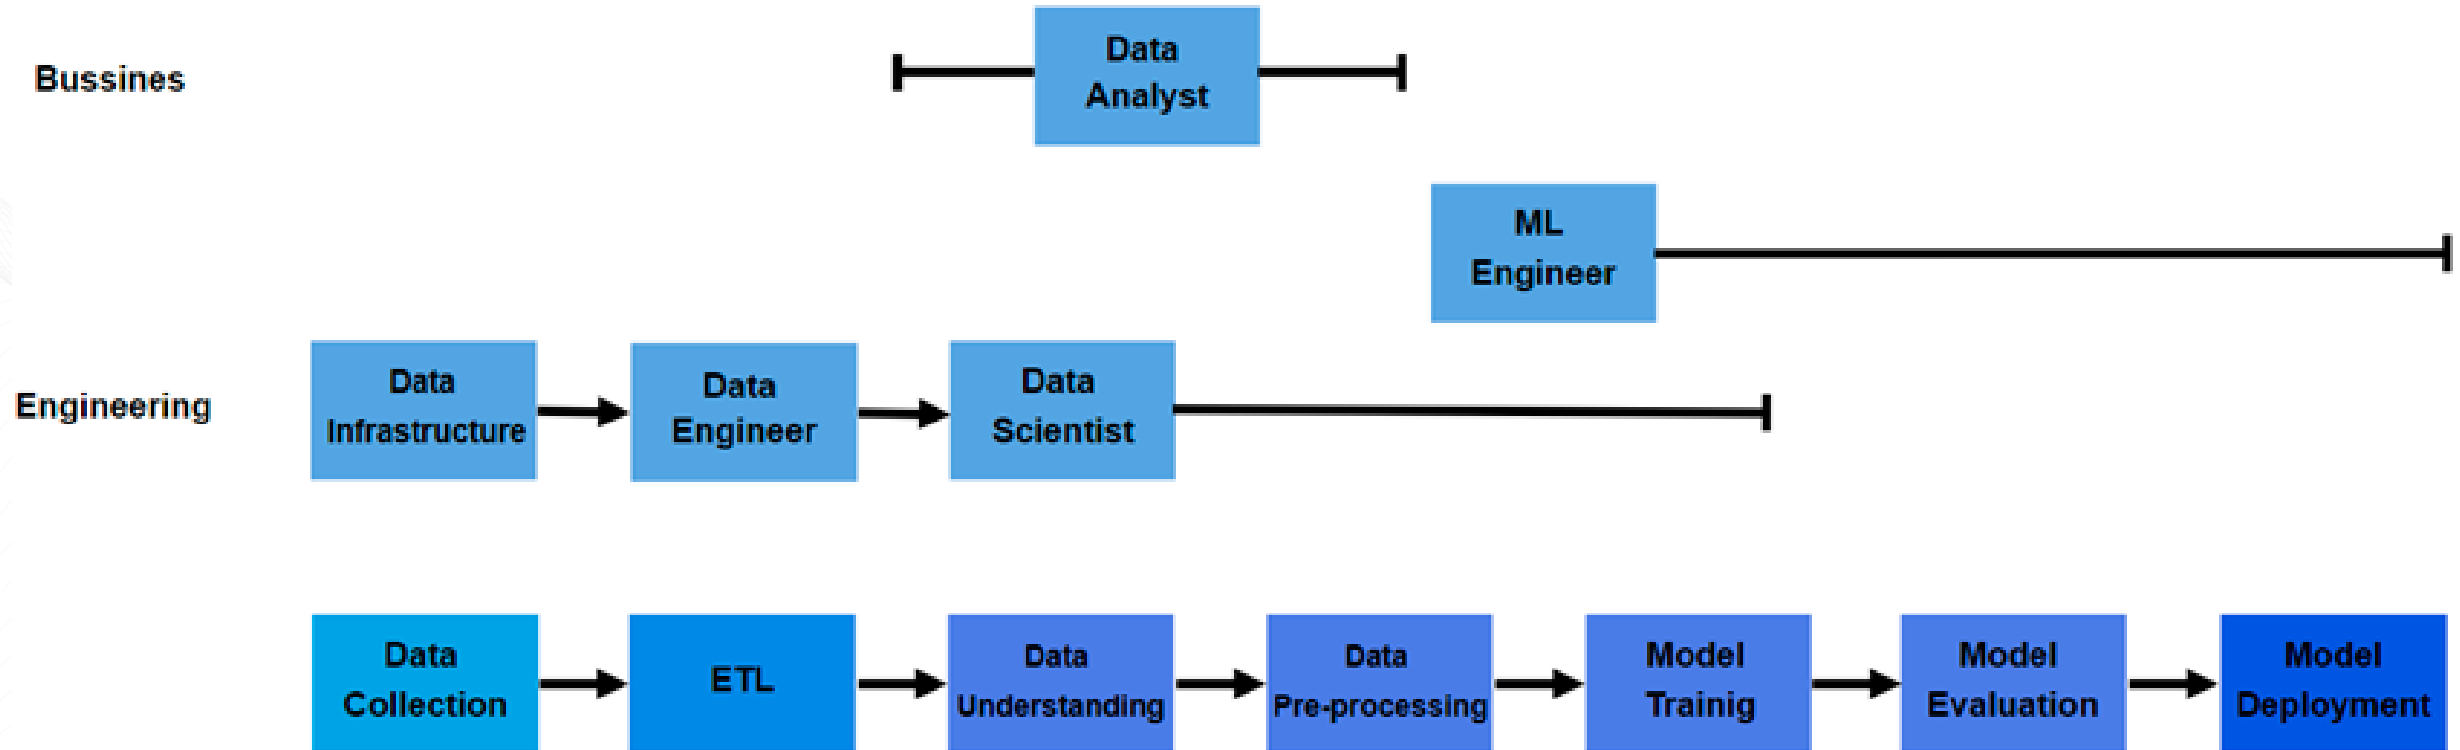 Data
Analyst
Bussines
ML
Engineer
Data
Infrastructure
Data
Engineer
Data
Scientist
Engineering
Data
Collection
ETL
Data
Understanding
Data
Pre-processing
Model
Trainig
Model
Evaluation
Model
Deployment